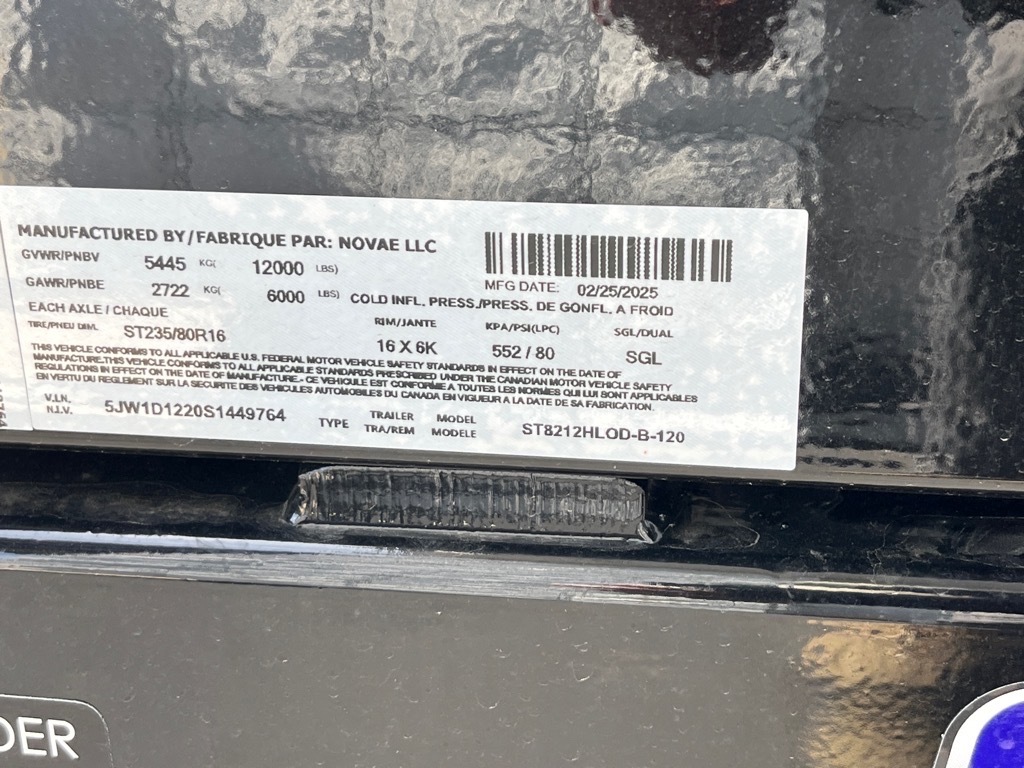 MANUFACTURED BY/FABRIQUE PAR: NOVAE LLC
GVWR/PNBV 5445 KG( 12000 LBS)
MFG DATE: 02/25/2025
GAWR/PNBE 2722 KG( 6000 LBS) COLD INFL. PRESS./PRESS. DE GONFL. A FROID
EACH AXLE / CHAQUE
TIRE/PNEU DIM. RIM/JANTE KPA/PSI(LPC) SGL/DUAL
ST235/80R16 16 X 6K 552 / 80 SGL
THIS VEHICLE CONFORMS TO ALL APPLICABLE U.S. FEDERAL MOTOR VEHICLE SAFETY STANDARDS IN EFFECT ON THE DATE OF
MANUFACTURE.THIS VEHICLE CONFORMS TO ALL APPLICABLE STANDARDS PRESCRIBED UNDER THE CANADIAN MOTOR VEHICLE SAFETY
REGULATIONS IN EFFECT ON THE DATE OF MANUFACTURE.- CE VEHICULE EST CONFORME A TOUTES LES NORMES QUI LUI SONT APPLICABLES
EN VERTU DU REGLEMENT SUR LA SECURITE DES VEHICULES AUTOMOBILES DU CANADA EN VIGUEUR A LA DATE DE SA FABRICATION.
V.I.N. 5JW1D1220S1449764 TYPE TRAILER MODEL ST8212HLOD-B-120
N.I.V. TRA/REM MODELE
DER